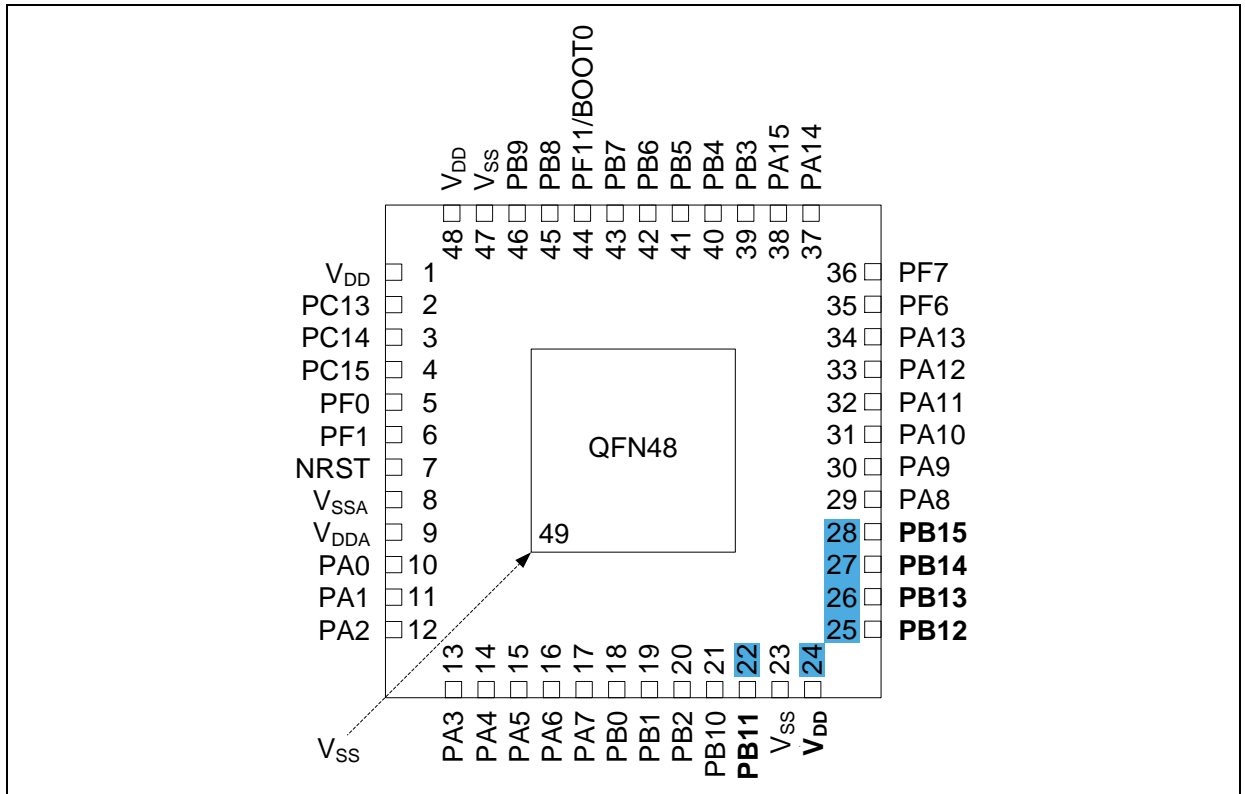 VDD
VSS
PB9
PB8
PF11/BOOT0
PB7
PB6
PB5
PB4
PB3
PA15
PA14
48
47
46
45
44
43
42
41
40
39
38
37
VDD 1
PC13 2
PC14 3
PC15 4
PF0 5
PF1 6
NRST 7
VSSA 8
VDDA 9
PA0 10
PA1 11
PA2 12
36 PF7
35 PF6
34 PA13
33 PA12
32 PA11
31 PA10
30 PA9
29 PA8
28 PB15
27 PB14
26 PB13
25 PB12
QFN48
49
13
14
15
16
17
18
19
20
21
22
23
24
PA3
PA4
PA5
PA6
PA7
PB0
PB1
PB2
PB10
PB11
VSS
VDD
VSS